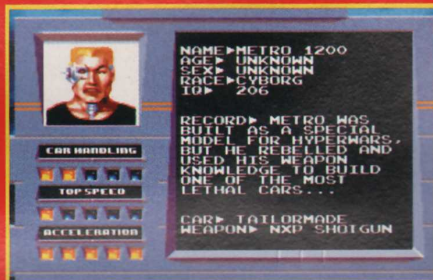 NAME▶METRO 1200
AGE▶ UNKNOWN
SEX▶ UNKNOWN
RACE▶CYBORG
IQ▶ 206
RECORD▶ METRO WAS
BUILT AS A SPECIAL
MODEL FOR HYPERWARS,
BUT HE REBELLED AND
USED HIS WEAPON
KNOWLEDGE TO BUILD
ONE OF THE MOST
LETHAL CARS...
CAR▶ TAILORMADE
WEAPON▶ NXP SHOTGUN
CAR HANDLING
TOP SPEED
ACCELERATION